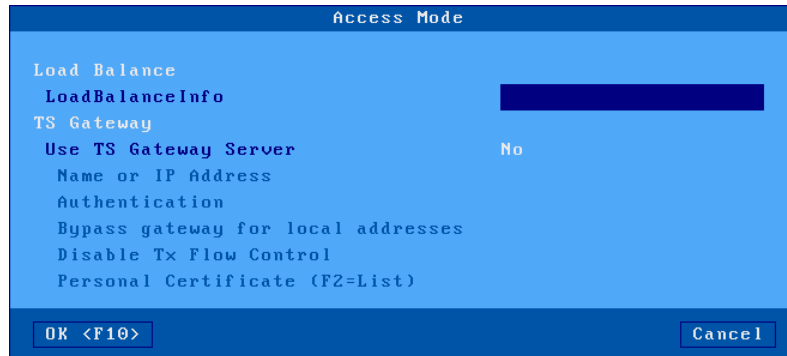 Access Mode
Load Balance
LoadBalanceInfo
TS Gateway
Use TS Gateway Server No
Name or IP Address
Authentication
Bypass gateway for local addresses
Disable Tx Flow Control
Personal Certificate (F2=List)
OK <F10> Cancel